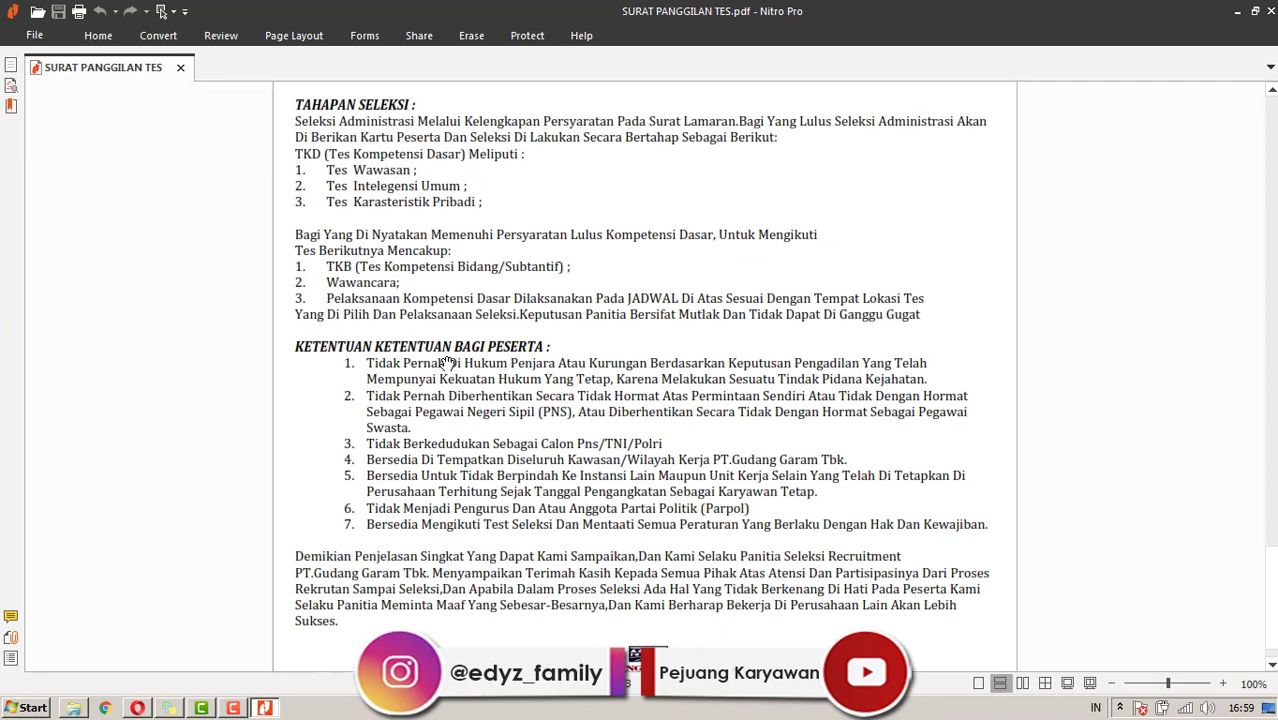 SURAT PANGGILAN TES.pdf - Nitro Pro
File Home Convert Review Page Layout Forms Share Erase Protect Help
SURAT PANGGILAN TES
TAHAPAN SELEKSI :
Seleksi Administrasi Melalui Kelengkapan Persyaratan Pada Surat Lamaran.Bagi Yang Lulus Seleksi Administrasi Akan
Di Berikan Kartu Peserta Dan Seleksi Di Lakukan Secara Bertahap Sebagai Berikut:
TKD (Tes Kompetensi Dasar) Meliputi :
1. Tes Wawasan ;
2. Tes Intelegensi Umum ;
3. Tes Karasteristik Pribadi ;
Bagi Yang Di Nyatakan Memenuhi Persyaratan Lulus Kompetensi Dasar, Untuk Mengikuti
Tes Berikutnya Mencakup:
1. TKB (Tes Kompetensi Bidang/Subtantif) ;
2. Wawancara;
3. Pelaksanaan Kompetensi Dasar Dilaksanakan Pada JADWAL Di Atas Sesuai Dengan Tempat Lokasi Tes
Yang Di Pilih Dan Pelaksanaan Seleksi.Keputusan Panitia Bersifat Mutlak Dan Tidak Dapat Di Ganggu Gugat
KETENTUAN KETENTUAN BAGI PESERTA :
1. Tidak Pernah Di Hukum Penjara Atau Kurungan Berdasarkan Keputusan Pengadilan Yang Telah
Mempunyai Kekuatan Hukum Yang Tetap, Karena Melakukan Sesuatu Tindak Pidana Kejahatan.
2. Tidak Pernah Diberhentikan Secara Tidak Hormat Atas Permintaan Sendiri Atau Tidak Dengan Hormat
Sebagai Pegawai Negeri Sipil (PNS), Atau Diberhentikan Secara Tidak Dengan Hormat Sebagai Pegawai
Swasta.
3. Tidak Berkedudukan Sebagai Calon Pns/TNI/Polri
4. Bersedia Di Tempatkan Diseluruh Kawasan/Wilayah Kerja PT.Gudang Garam Tbk.
5. Bersedia Untuk Tidak Berpindah Ke Instansi Lain Maupun Unit Kerja Selain Yang Telah Di Tetapkan Di
Perusahaan Terhitung Sejak Tanggal Pengangkatan Sebagai Karyawan Tetap.
6. Tidak Menjadi Pengurus Dan Atau Anggota Partai Politik (Parpol)
7. Bersedia Mengikuti Test Seleksi Dan Mentaati Semua Peraturan Yang Berlaku Dengan Hak Dan Kewajiban.
Demikian Penjelasan Singkat Yang Dapat Kami Sampaikan,Dan Kami Selaku Panitia Seleksi Recruitment
PT.Gudang Garam Tbk. Menyampaikan Terimah Kasih Kepada Semua Pihak Atas Atensi Dan Partisipasinya Dari Proses
Rekrutan Sampai Seleksi,Dan Apabila Dalam Proses Seleksi Ada Hal Yang Tidak Berkenang Di Hati Pada Peserta Kami
Selaku Panitia Meminta Maaf Yang Sebesar-Besarnya,Dan Kami Berharap Bekerja Di Perusahaan Lain Akan Lebih
Sukses.
@edyz_family
Pejuang Karyawan
100%
Start
IN 16:59